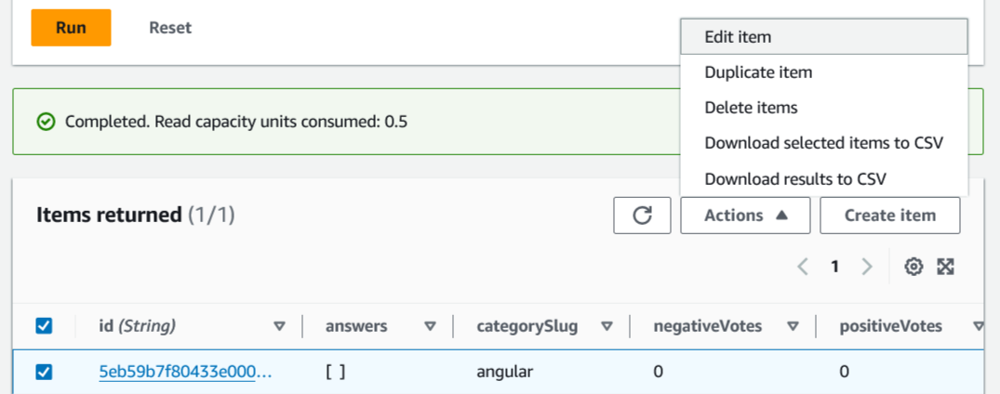 Run Reset
Edit item
Duplicate item
Delete items
Download selected items to CSV
Download results to CSV
Completed. Read capacity units consumed: 0.5
Items returned (1/1)
Actions Create item
1
id (String) answers categorySlug negativeVotes positiveVotes
5eb59b7f80433e000... [ ] angular 0 0